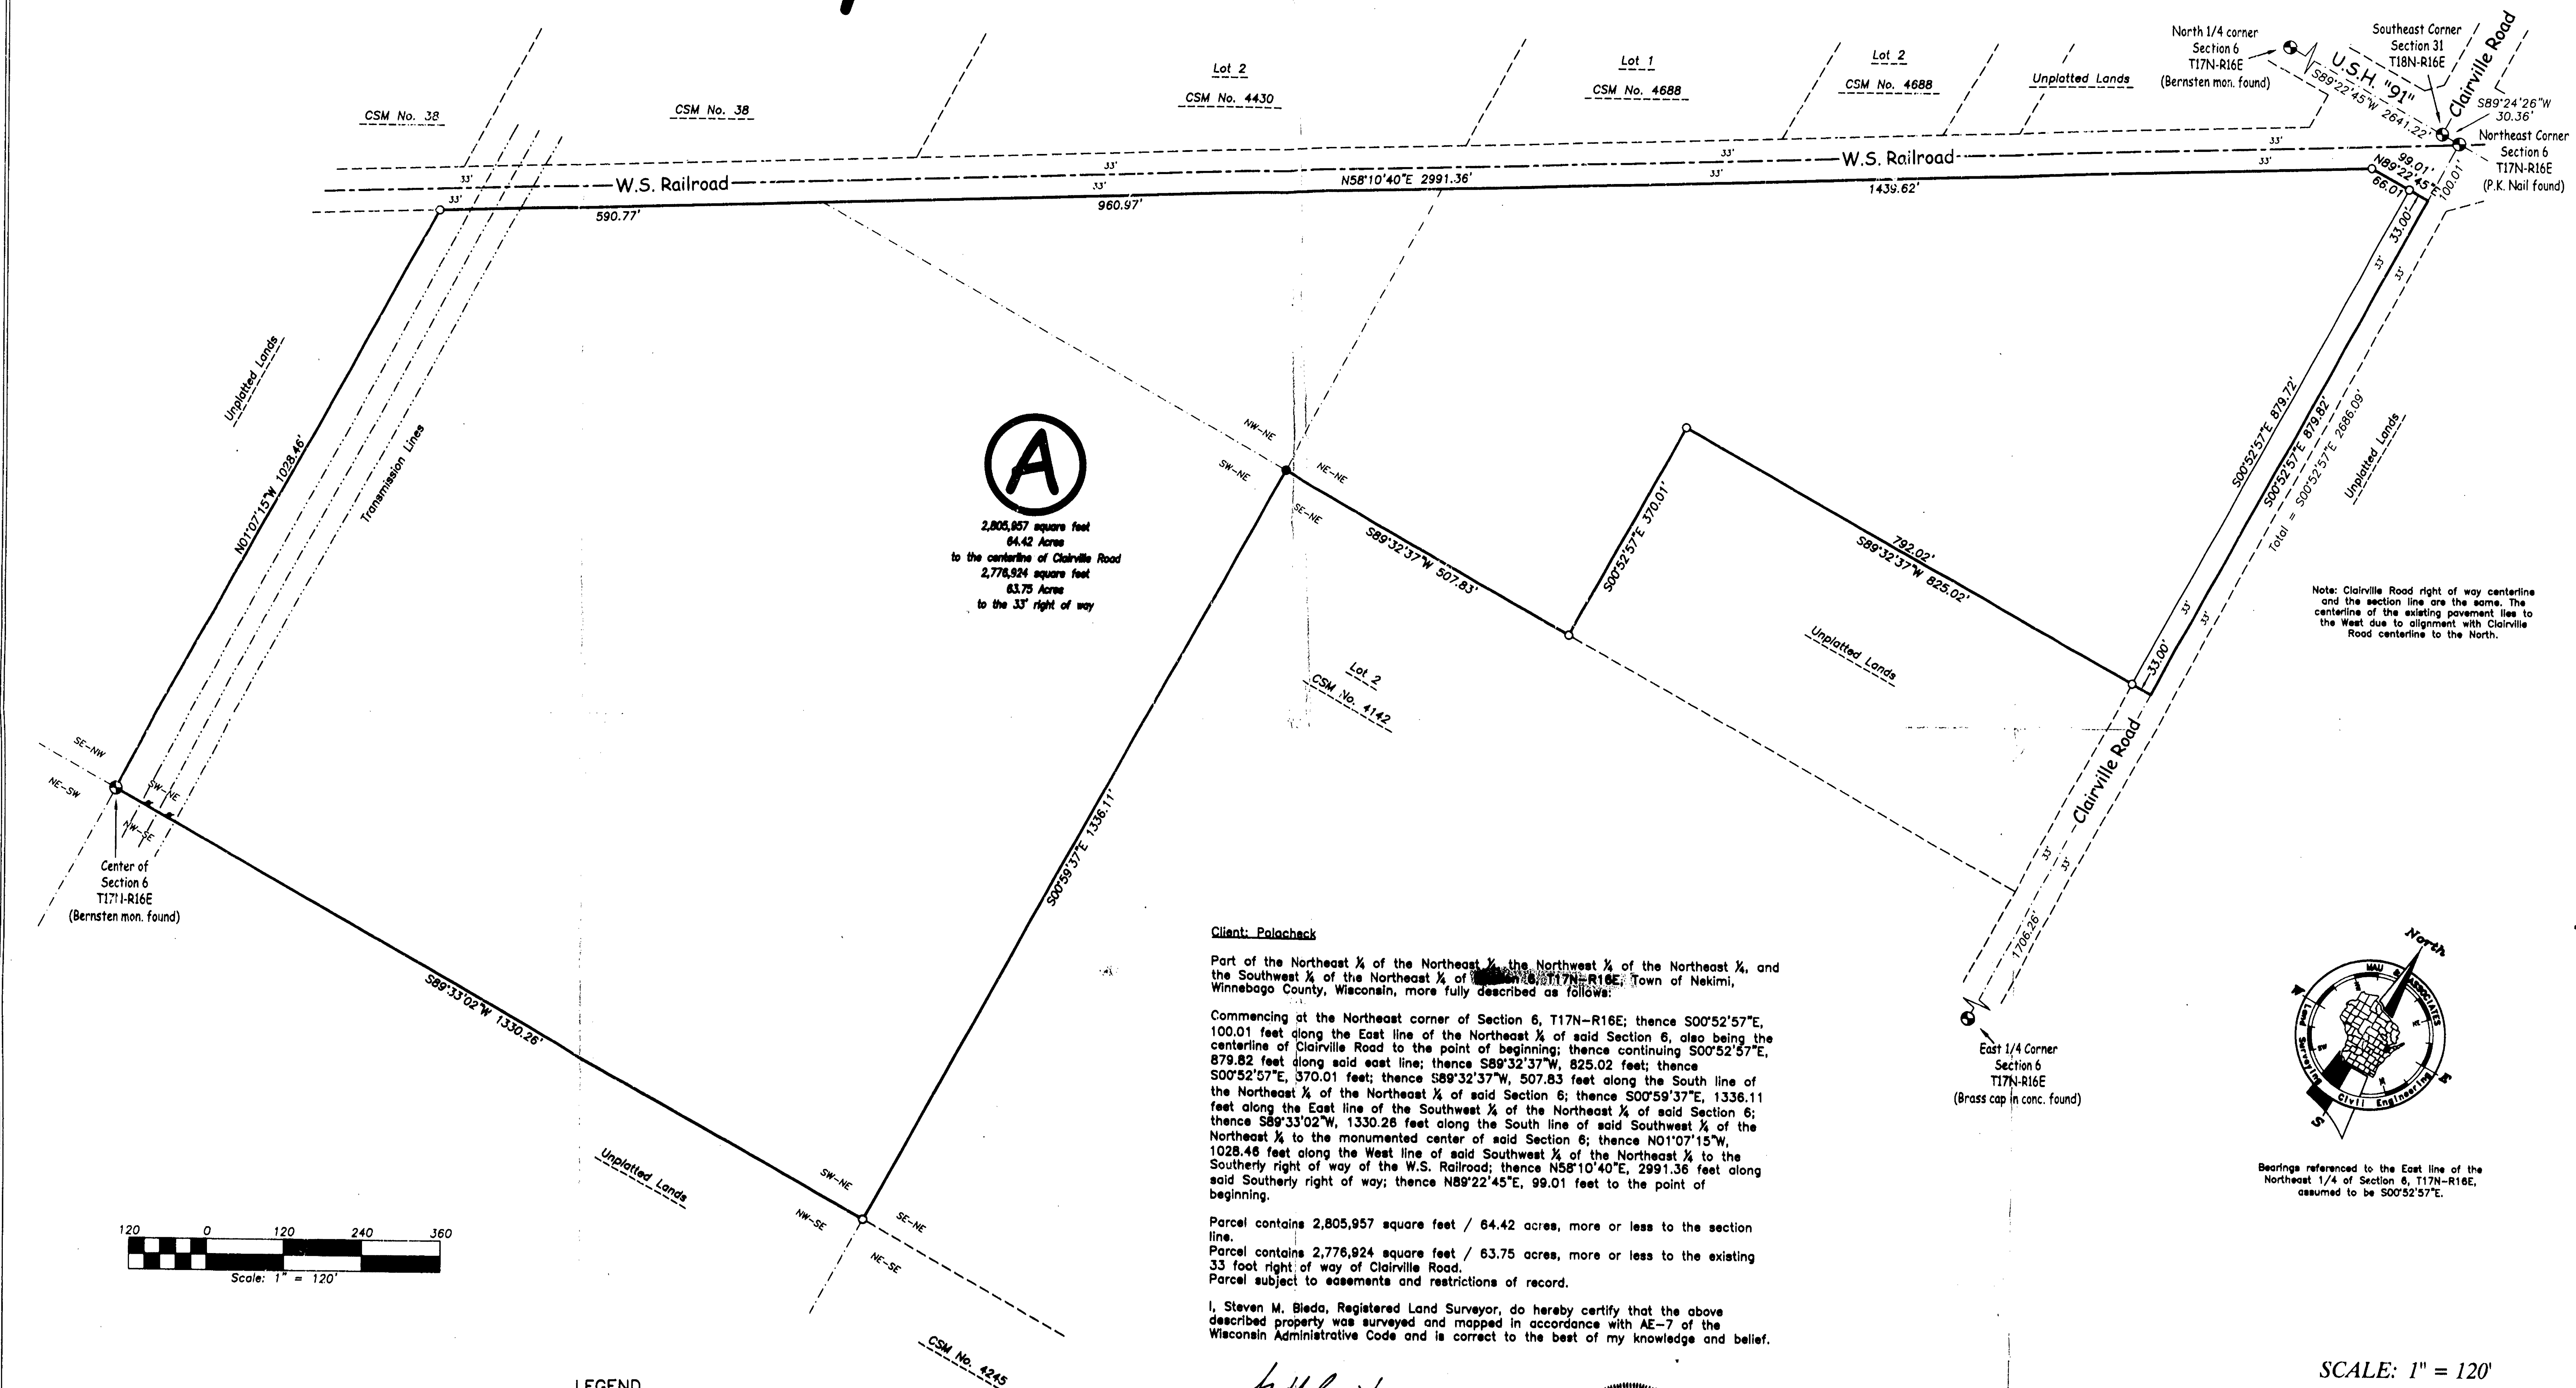 North 1/4 corner
Section 6
T17N-R16E
(Bernsten mon. found)
Southeast Corner
Section 31
T18N-R16E
Clairville Road
U.S.H. "91"
S89°22'45"W 2641.22'
S89°24'26"W
30.36'
Northeast Corner
Section 6
T17N-R16E
(P.K. Nail found)
CSM No. 38
CSM No. 38
Lot 2
CSM No. 4430
Lot 1
CSM No. 4688
Lot 2
CSM No. 4688
Unplatted Lands
33'
33'
33'
33'
W.S. Railroad
W.S. Railroad
33'
33'
33'
33'
33'
N58°10'40"E 2991.36'
590.77'
960.97'
1439.62'
99.01'
N89°22'45"E
66.01'
100.01'
33.00'
33'
33'
Unplatted Lands
N01°07'15"W 1028.46'
Transmission Lines
A
2,805,957 square feet
64.42 Acres
to the centerline of Clairville Road
2,776,924 square feet
63.75 Acres
to the 33' right of way
NW-NE
SW-NE
NE-NE
SE-NE
S89°32'37"W 507.83'
S00°52'57"E 370.01'
792.02'
S89°32'37"W 825.02'
S00°52'57"E 879.72'
S00°52'57"E 879.82'
Total = S00°52'57"E 2686.09'
Unplatted Lands
Note: Clairville Road right of way centerline
and the section line are the same. The
centerline of the existing pavement lies to
the West due to alignment with Clairville
Road centerline to the North.
33'
33'
33.00'
Unplatted Lands
Lot 2
CSM No. 4142
Clairville Road
33'
33'
1706.26'
SE-NW
NE-SW
SW-NE
NW-SE
Center of
Section 6
T17N-R16E
(Bernsten mon. found)
S00°59'37"E 1336.11'
S89°33'02"W 1330.26'
Unplatted Lands
SW-NE
NW-SE
SE-NE
NE-SE
CSM No. 4245
East 1/4 Corner
Section 6
T17N-R16E
(Brass cap in conc. found)
Client: Polacheck
Part of the Northeast ¼ of the Northeast ¼, the Northwest ¼ of the Northeast ¼, and
the Southwest ¼ of the Northeast ¼ of 6, T17N-R16E, Town of Nekimi,
Winnebago County, Wisconsin, more fully described as follows:
Commencing at the Northeast corner of Section 6, T17N-R16E; thence S00°52'57"E,
100.01 feet along the East line of the Northeast ¼ of said Section 6, also being the
centerline of Clairville Road to the point of beginning; thence continuing S00°52'57"E,
879.82 feet along said east line; thence S89°32'37"W, 825.02 feet; thence
S00°52'57"E, 370.01 feet; thence S89°32'37"W, 507.83 feet along the South line of
the Northeast ¼ of the Northeast ¼ of said Section 6; thence S00°59'37"E, 1336.11
feet along the East line of the Southwest ¼ of the Northeast ¼ of said Section 6;
thence S89°33'02"W, 1330.26 feet along the South line of said Southwest ¼ of the
Northeast ¼ to the monumented center of said Section 6; thence N01°07'15"W,
1028.46 feet along the West line of said Southwest ¼ of the Northeast ¼ to the
Southerly right of way of the W.S. Railroad; thence N58°10'40"E, 2991.36 feet along
said Southerly right of way; thence N89°22'45"E, 99.01 feet to the point of
beginning.
Parcel contains 2,805,957 square feet / 64.42 acres, more or less to the section
line.
Parcel contains 2,776,924 square feet / 63.75 acres, more or less to the existing
33 foot right of way of Clairville Road.
Parcel subject to easements and restrictions of record.
I, Steven M. Bieda, Registered Land Surveyor, do hereby certify that the above
described property was surveyed and mapped in accordance with AE-7 of the
Wisconsin Administrative Code and is correct to the best of my knowledge and belief.
North
MAU & ASSOCIATES
Land Surveying
Civil Engineering
W
N
E
S
NE
SW
Bearings referenced to the East line of the
Northeast 1/4 of Section 6, T17N-R16E,
assumed to be S00°52'57"E.
120 0 120 240 360
Scale: 1" = 120'
LEGEND
SCALE: 1" = 120'